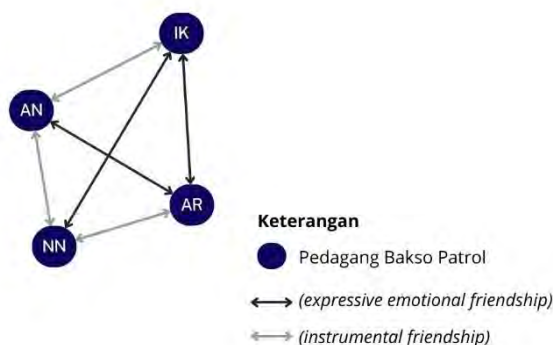 IK
AN
AR
NN
Keterangan
Pedagang Bakso Patrol
(expressive emotional friendship)
(instrumental friendship)